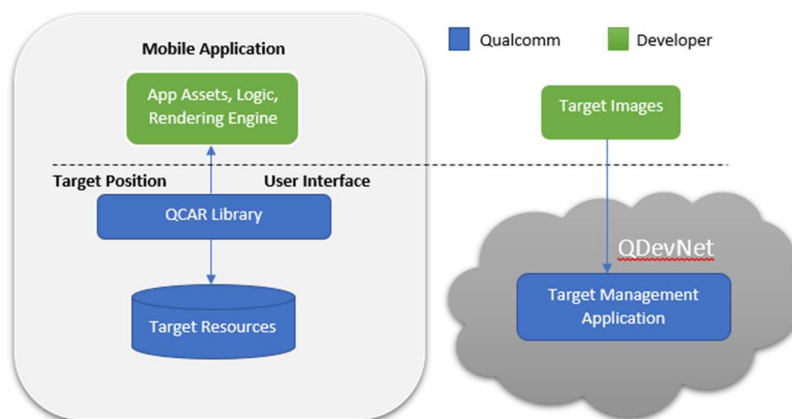 Mobile Application
Qualcomm
Developer
App Assets, Logic,
Rendering Engine
Target Images
Target Position
User Interface
QCAR Library
QDevNet
Target Resources
Target Management
Application